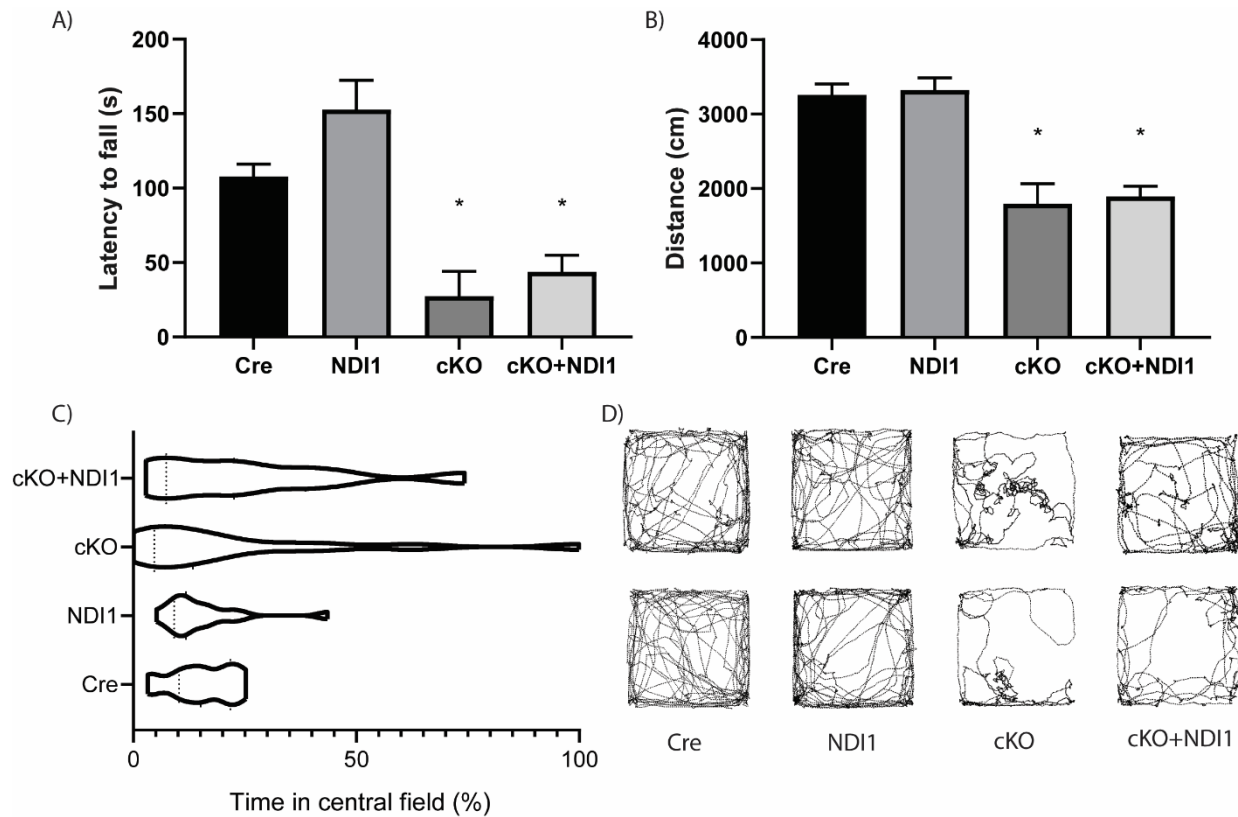 A)
Latency to fall (s)
200
150
100
50
0
*
*
Cre
NDI1
cKO
cKO+NDI1
B)
Distance (cm)
4000
3000
2000
1000
0
*
*
Cre
NDI1
cKO
cKO+NDI1
C)
cKO+NDI1
cKO
NDI1
Cre
0
50
100
Time in central field (%)
D)
Cre
NDI1
cKO
cKO+NDI1